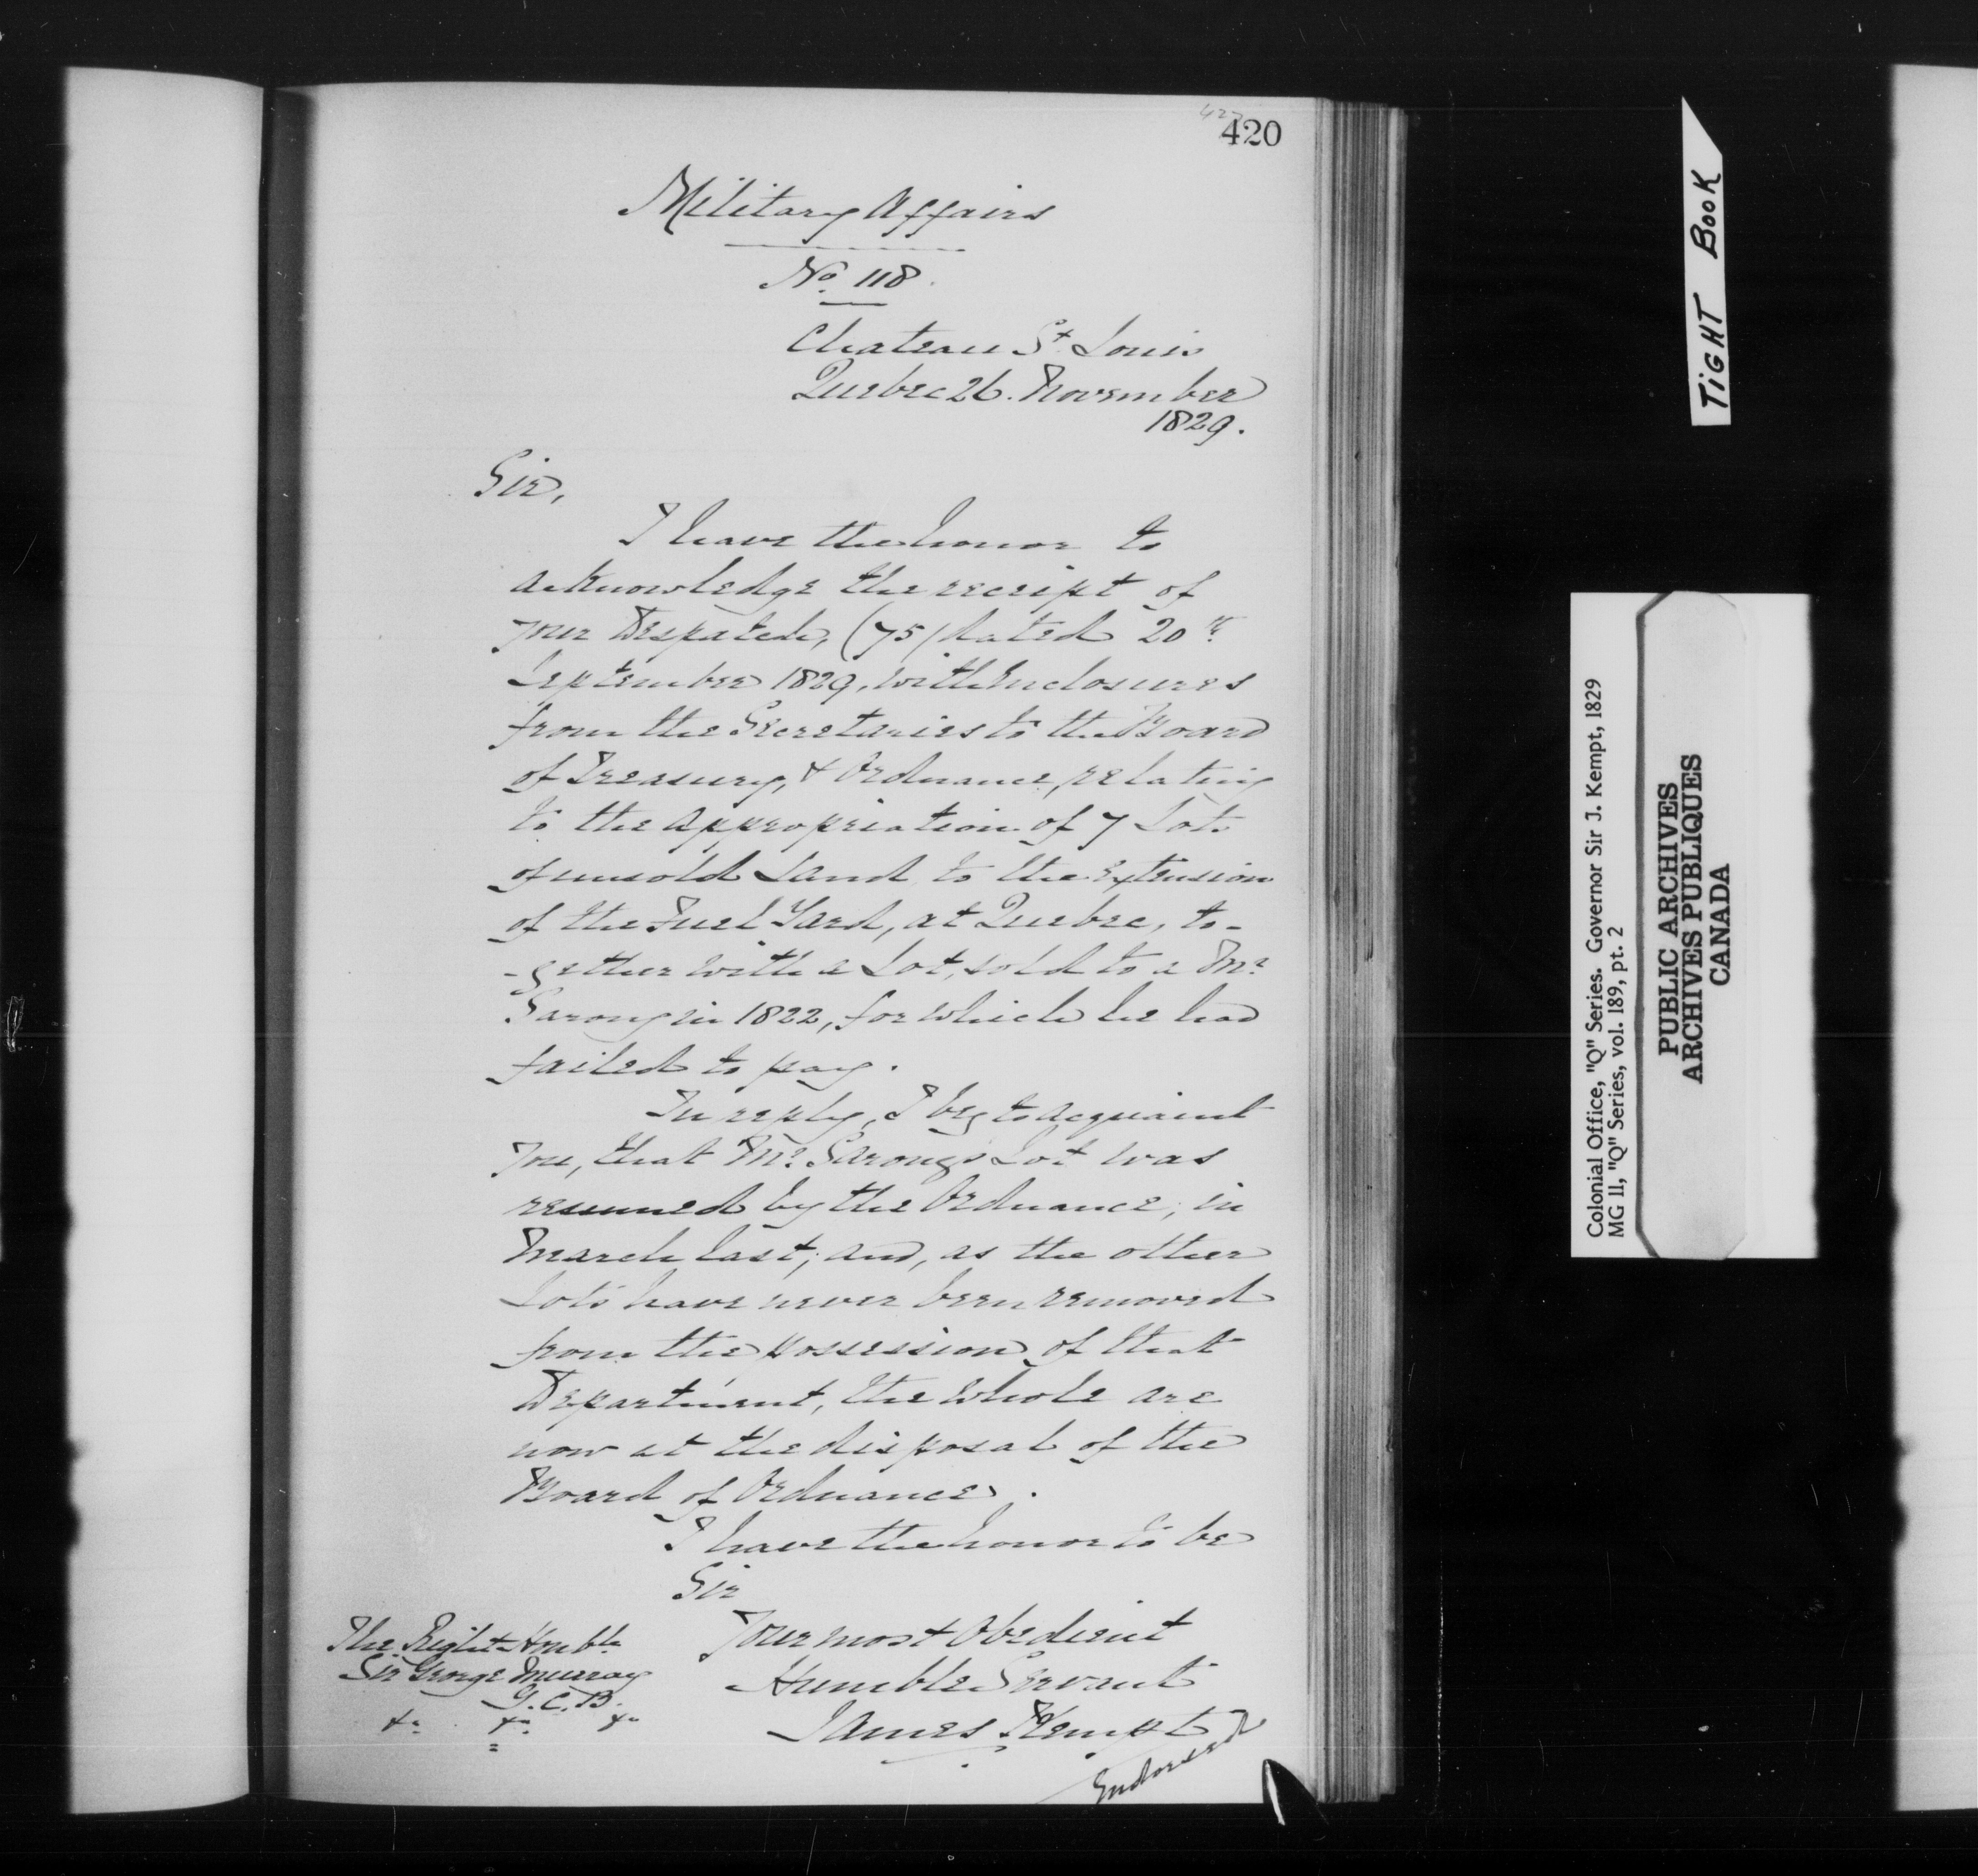 420
Military Affairs
No. 118.
Chateau St. Louis
Quebec 26. November
1829.
Sir,
I have the honor to
acknowledge the receipt of
your Despatch, (75) dated 20th
September 1829, with Enclosures
from the Secretaries to the Board
of Treasury, & Ordnance, relating
to the appropriation of 7 Lots
of unsold Land, to the Extension
of the Fuel Yard, at Quebec, to-
-gether with a Lot, sold to a Mr.
in 1822, for which he had
failed to pay.
In reply, I beg to acquaint
you, that Mr. Lot was
resumed by the Ordnance, in
March last; and, as the other
Lots have never been removed
from the possession of that
Department, the whole are
now at the disposal of the
Board of Ordnance.
I have the honor to be
Sir
Your most Obedient
Humble Servant
James Kempt
The Right Honble
Sir George Murray
G.C.B.
&c. &c. &c.
Endorsed
TIGHT BOOK
Colonial Office, "Q" Series. Governor Sir J. Kempt, 1829
MG 11, "Q" Series, vol. 189, pt. 2
PUBLIC ARCHIVES
ARCHIVES PUBLIQUES
CANADA